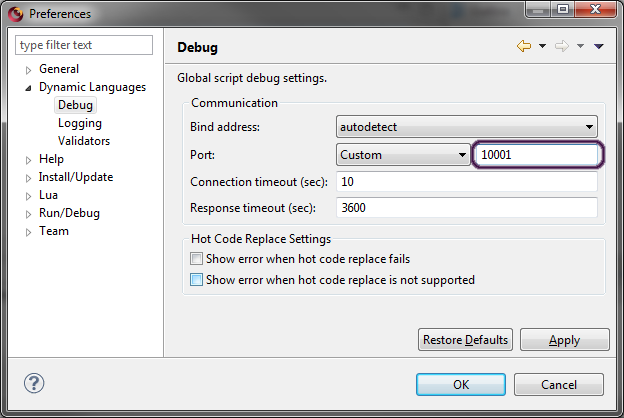 Preferences
type filter text
General
Dynamic Languages
Debug
Logging
Validators
Help
Install/Update
Lua
Run/Debug
Team
Debug
Global script debug settings.
Communication
Bind address: autodetect
Port: Custom 10001
Connection timeout (sec): 10
Response timeout (sec): 3600
Hot Code Replace Settings
Show error when hot code replace fails
Show error when hot code replace is not supported
Restore Defaults Apply
? OK Cancel